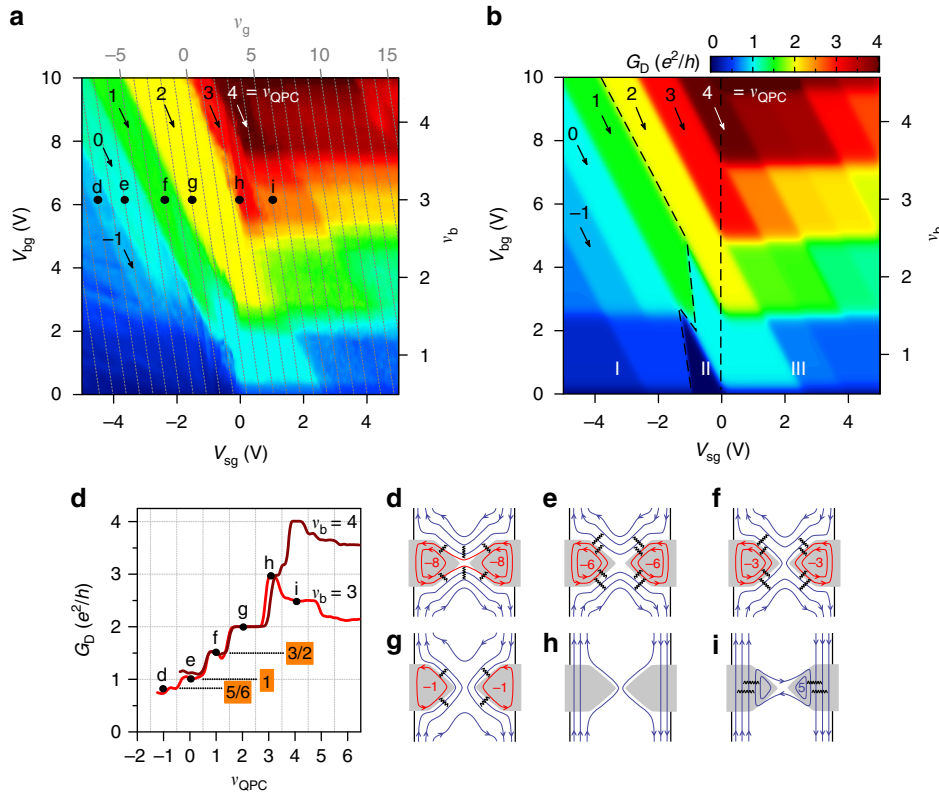 a
ν_g
−5 0 5 10 15
10
8
6
4
2
0
V_bg (V)
1 2 3 4 = ν_QPC
0
−1
d e f g h i
4
3
2
1
ν_b
−4 −2 0 2 4
V_sg (V)
b
G_D (e²/h)
0 1 2 3 4
10
8
6
4
2
0
V_bg (V)
1 2 3 4 = ν_QPC
0
−1
I II III
4
3
2
1
ν_b
−4 −2 0 2 4
V_sg (V)
d
4
3
2
1
0
G_D (e²/h)
ν_b = 4
h
ν_b = 3
i
g
f
e
d
3/2
1
5/6
−2 −1 0 1 2 3 4 5 6
ν_QPC
d
−8 −8
e
−6 −6
f
−3 −3
g
−1 −1
h
i
5